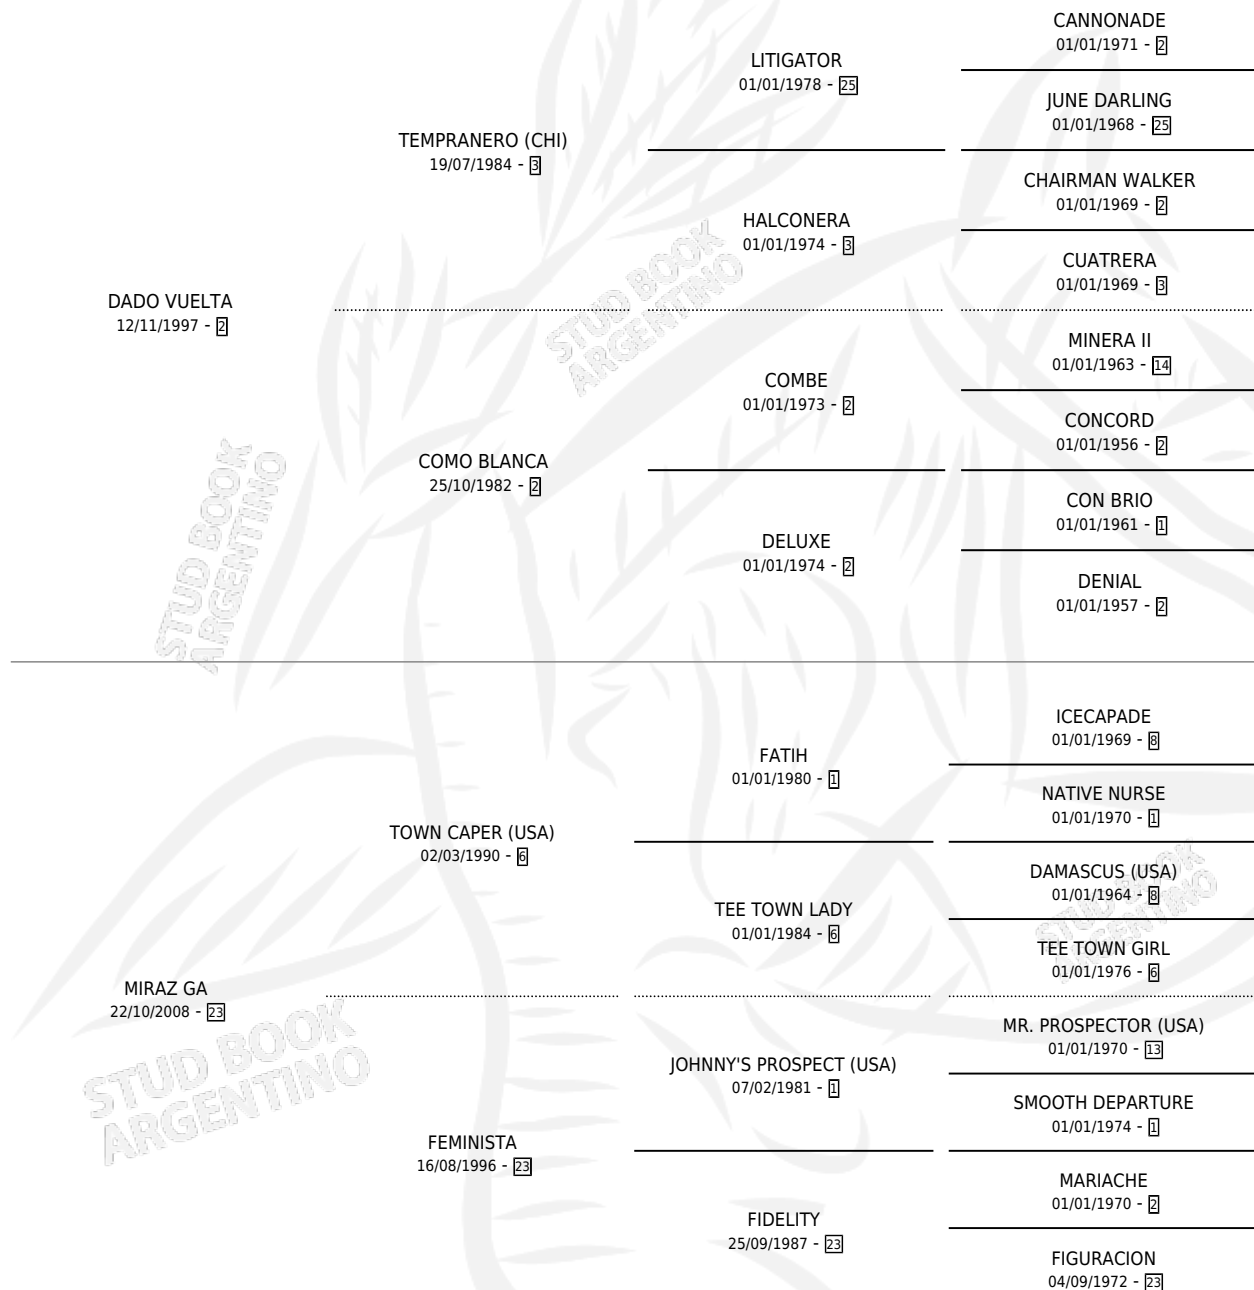 CANNONADE
01/01/1971 - 2
LITIGATOR
01/01/1978 - 25
JUNE DARLING
01/01/1968 - 25
TEMPRANERO (CHI)
19/07/1984 - 3
CHAIRMAN WALKER
01/01/1969 - 2
HALCONERA
01/01/1974 - 3
CUATRERA
01/01/1969 - 3
DADO VUELTA
12/11/1997 - 2
STUD BOOK
ARGENTINO
MINERA II
01/01/1963 - 14
COMBE
01/01/1973 - 2
CONCORD
01/01/1956 - 2
COMO BLANCA
25/10/1982 - 2
CON BRIO
01/01/1961 - 1
DELUXE
01/01/1974 - 2
DENIAL
01/01/1957 - 2
STUD BOOK
ARGENTINO
ICECAPADE
01/01/1969 - 8
FATIH
01/01/1980 - 1
NATIVE NURSE
01/01/1970 - 1
TOWN CAPER (USA)
02/03/1990 - 6
DAMASCUS (USA)
01/01/1964 - 8
TEE TOWN LADY
01/01/1984 - 6
STUD BOOK
ARGENTINO
TEE TOWN GIRL
01/01/1976 - 6
MIRAZ GA
22/10/2008 - 23
STUD BOOK
ARGENTINO
MR. PROSPECTOR (USA)
01/01/1970 - 13
JOHNNY'S PROSPECT (USA)
07/02/1981 - 1
SMOOTH DEPARTURE
01/01/1974 - 1
FEMINISTA
16/08/1996 - 23
MARIACHE
01/01/1970 - 2
FIDELITY
25/09/1987 - 23
FIGURACION
04/09/1972 - 23